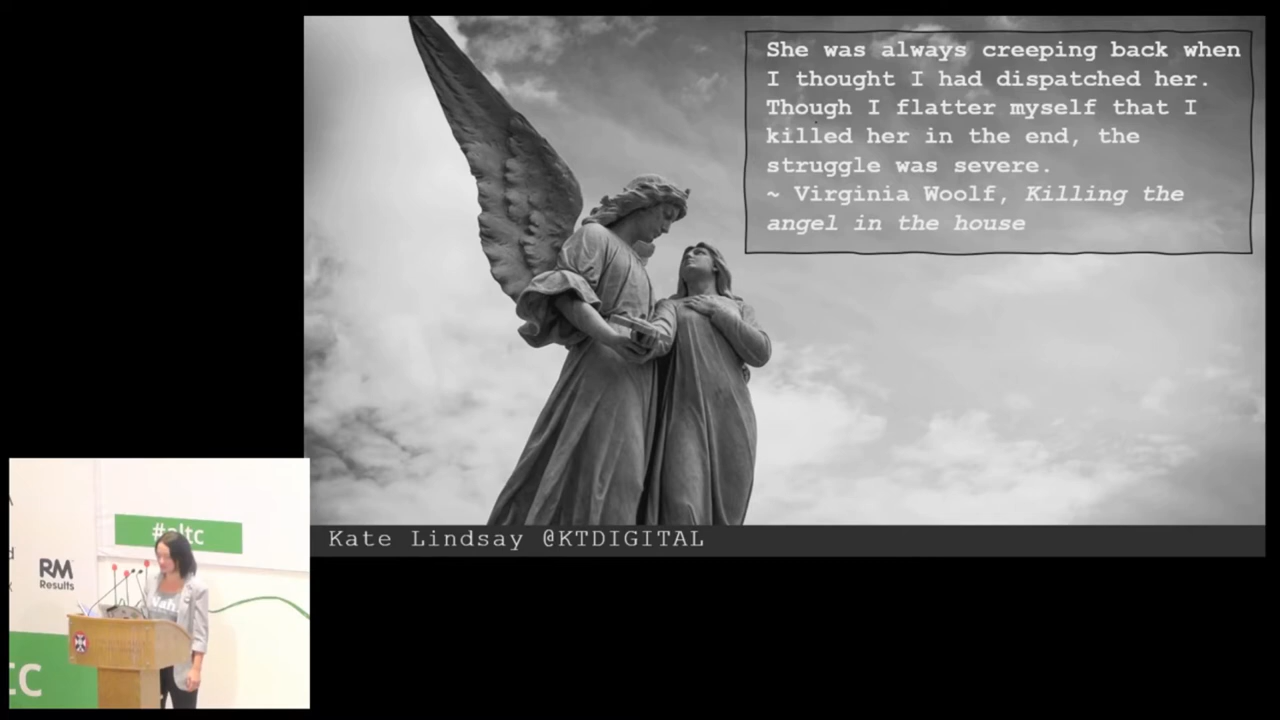 She was always creeping back when
I thought I had dispatched her.
Though I flatter myself that I
killed her in the end, the
struggle was severe.
~ Virginia Woolf, Killing the
angel in the house
Kate Lindsay @KTDIGITAL
#altc
RM
Results